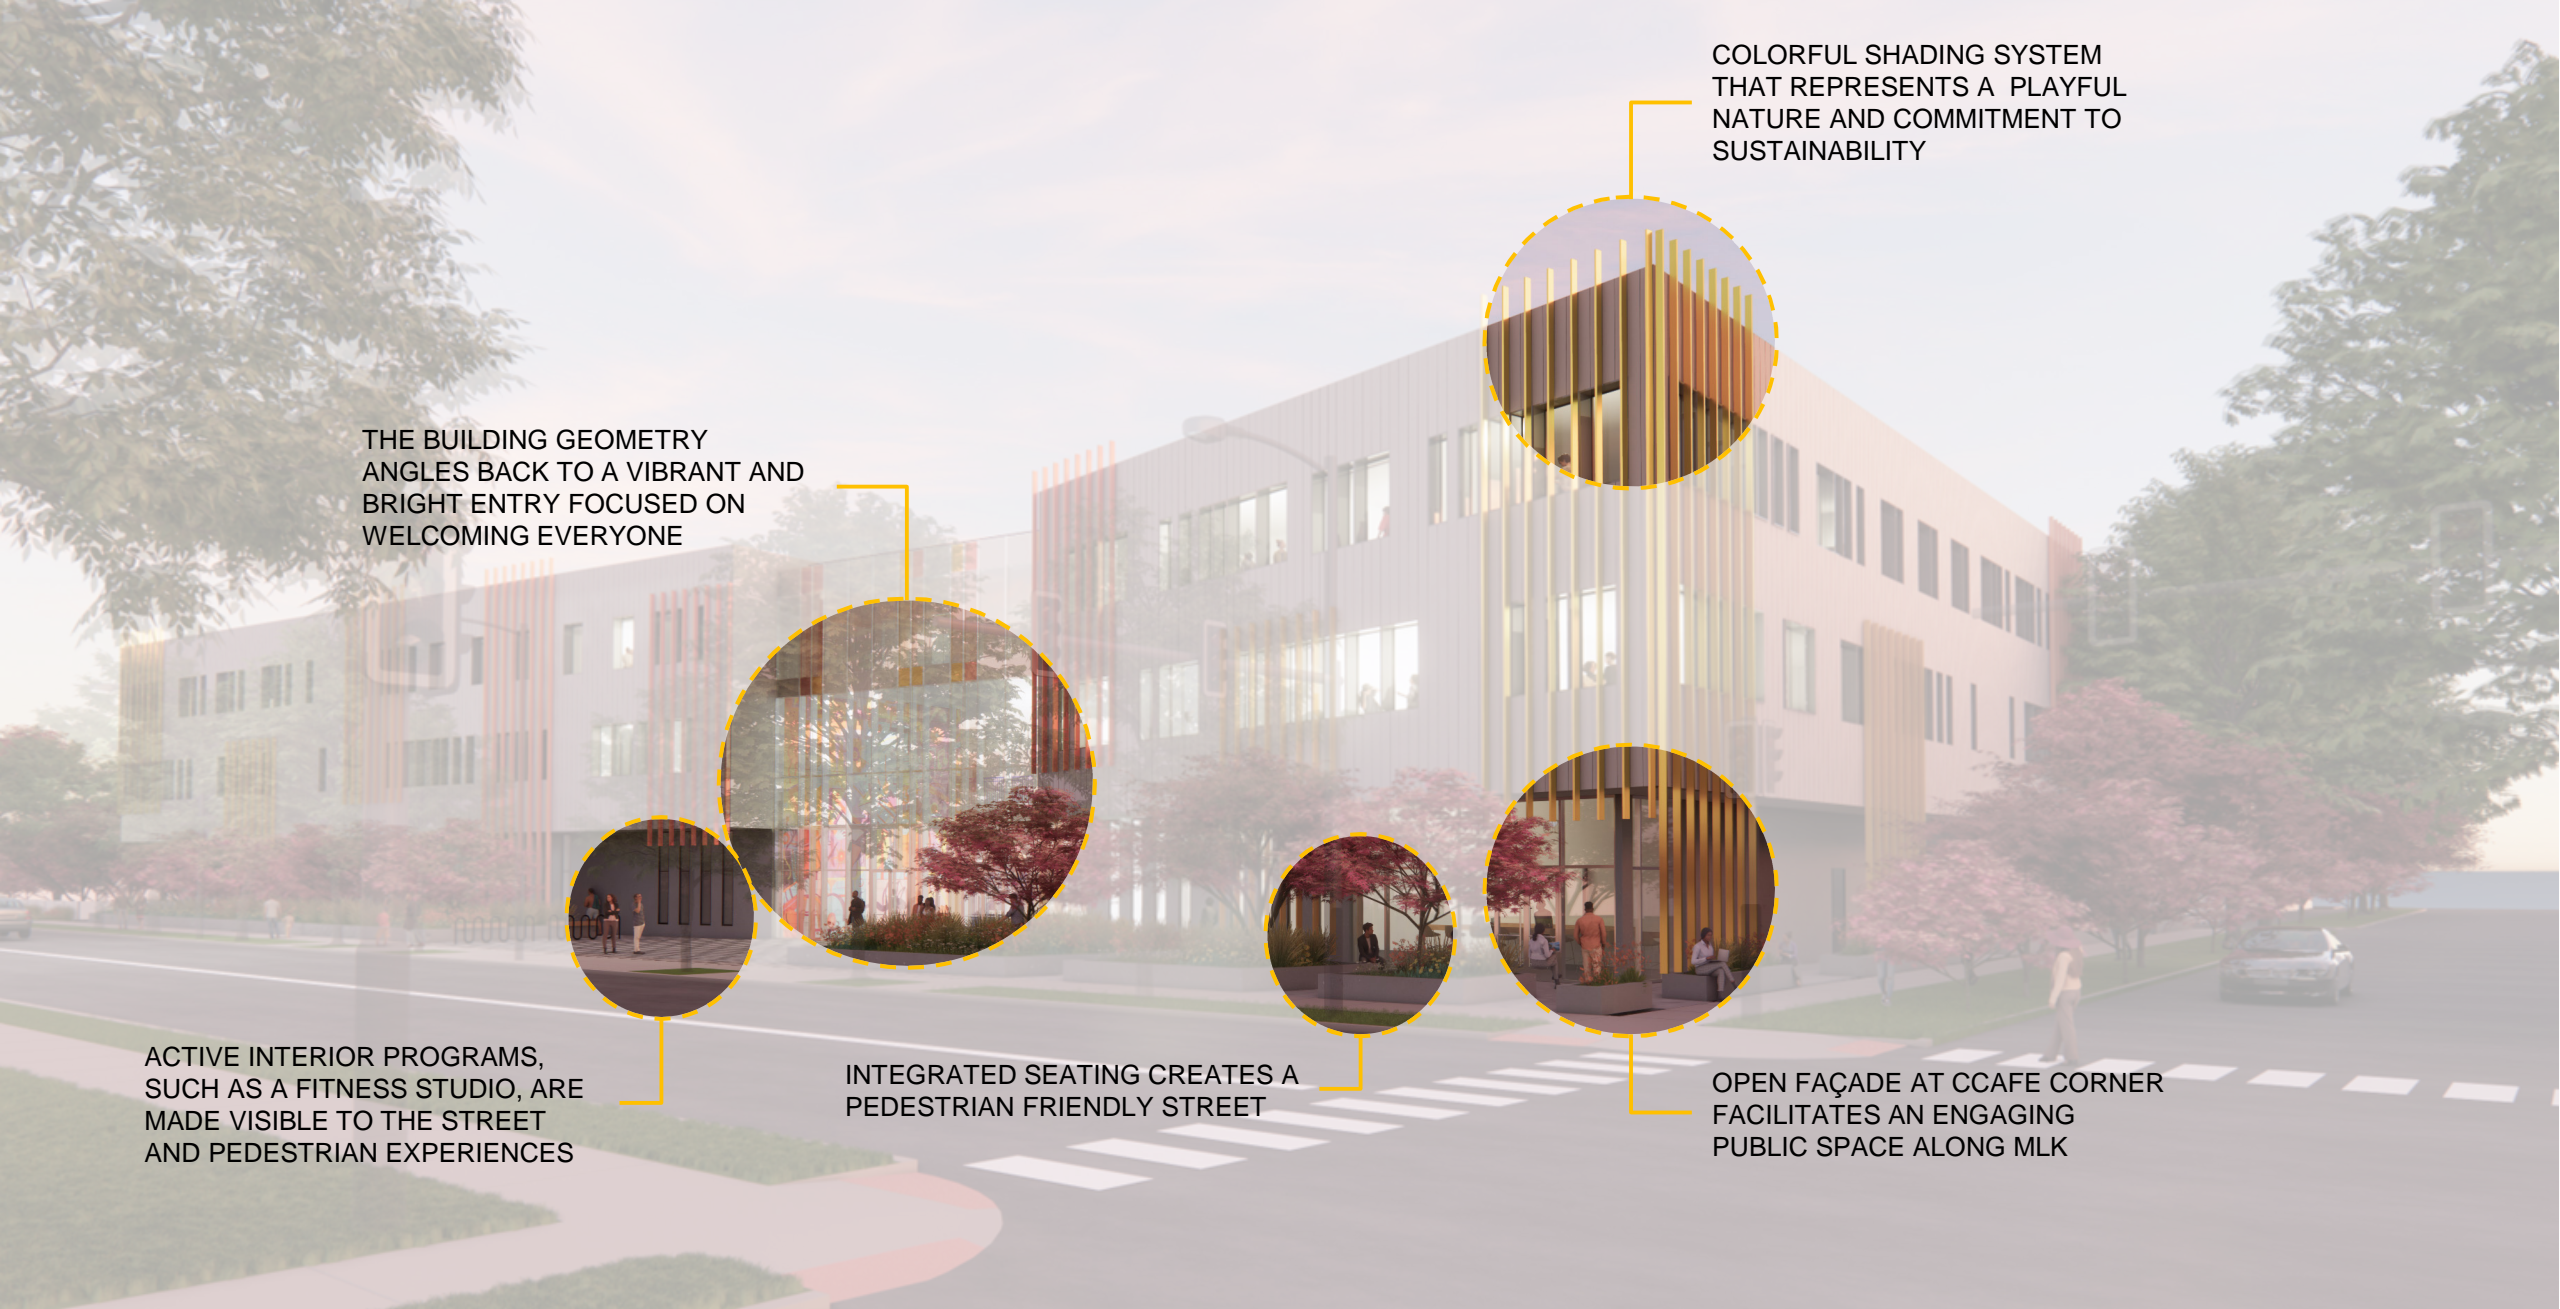 COLORFUL SHADING SYSTEM
THAT REPRESENTS A PLAYFUL
NATURE AND COMMITMENT TO
SUSTAINABILITY
THE BUILDING GEOMETRY
ANGLES BACK TO A VIBRANT AND
BRIGHT ENTRY FOCUSED ON
WELCOMING EVERYONE
ACTIVE INTERIOR PROGRAMS,
SUCH AS A FITNESS STUDIO, ARE
MADE VISIBLE TO THE STREET
AND PEDESTRIAN EXPERIENCES
INTEGRATED SEATING CREATES A
PEDESTRIAN FRIENDLY STREET
OPEN FAÇADE AT CCAFE CORNER
FACILITATES AN ENGAGING
PUBLIC SPACE ALONG MLK